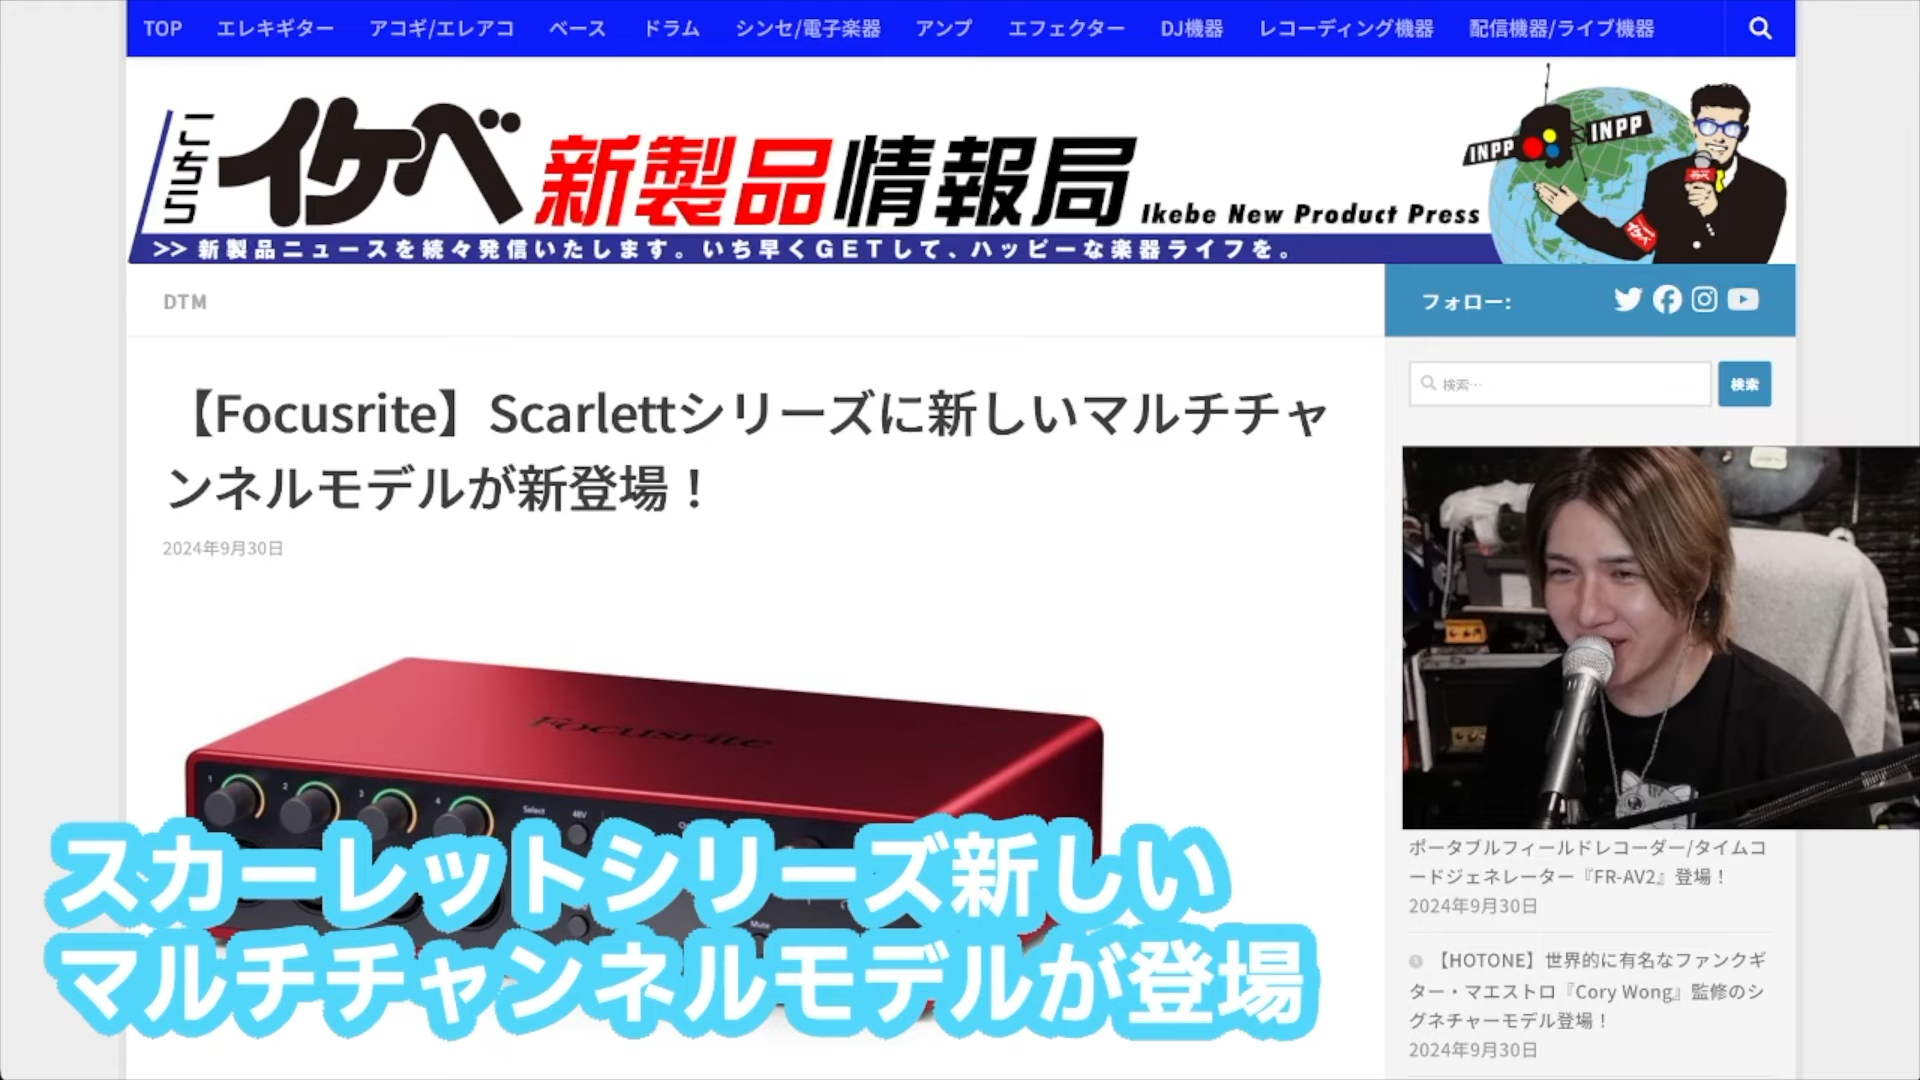 TOP エレキギター アコギ/エレアコ ベース ドラム シンセ/電子楽器 アンプ エフェクター DJ機器 レコーディング機器 配信機器/ライブ機器
こちら
イケベ新製品情報局 Ikebe New Product Press
INPP INPP
イケベ
イケベ
>> 新製品ニュースを続々発信いたします。いち早くGETして、ハッピーな楽器ライフを。
DTM
フォロー:
検索…
検索
【Focusrite】Scarlettシリーズに新しいマルチチャ
ンネルモデルが新登場！
2024年9月30日
Focusrite
1 2 3 4 Select 48V
Mute
スカーレットシリーズ新しい
マルチチャンネルモデルが登場
ポータブルフィールドレコーダー/タイムコ
ードジェネレーター『FR-AV2』登場！
2024年9月30日
【HOTONE】世界的に有名なファンクギ
ター・マエストロ『Cory Wong』監修のシ
グネチャーモデル登場！
2024年9月30日